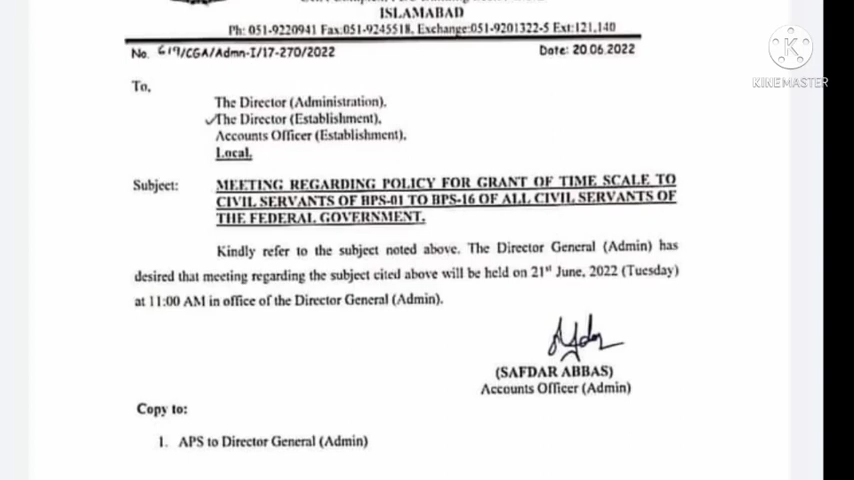 ISLAMABAD
Ph: 051-9220941 Fax:051-9245518, Exchange:051-9201322-5 Ext:121,140
No. 619/CGA/Admn-I/17-270/2022 Date: 20.06.2022
KINEMASTER
To,
The Director (Administration),
The Director (Establishment),
Accounts Officer (Establishment),
Local.
Subject: MEETING REGARDING POLICY FOR GRANT OF TIME SCALE TO
CIVIL SERVANTS OF BPS-01 TO BPS-16 OF ALL CIVIL SERVANTS OF
THE FEDERAL GOVERNMENT.
Kindly refer to the subject noted above. The Director General (Admin) has
desired that meeting regarding the subject cited above will be held on 21st June, 2022 (Tuesday)
at 11:00 AM in office of the Director General (Admin).
(SAFDAR ABBAS)
Accounts Officer (Admin)
Copy to:
1. APS to Director General (Admin)